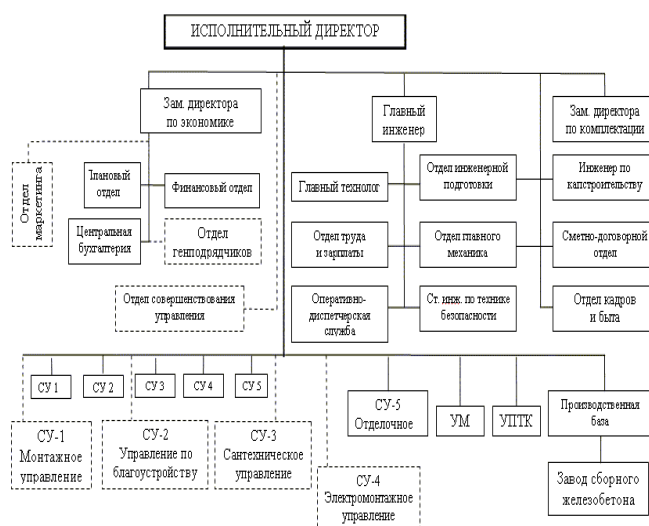 ИСПОЛНИТЕЛЬНЫЙ ДИРЕКТОР
Зам. директора
по экономике
Главный
инженер
Зам. директора
по комплектации
Отдел
маркетинга
Плановый
отдел
Финансовый отдел
Главный технолог
Отдел инженерной
подготовки
Инженер по
капстроительству
Центральная
бухгалтерия
Отдел
генподрядчиков
Отдел труда
и зарплаты
Отдел главного
механика
Сметно-договорной
отдел
Отдел совершенствования
управления
Оперативно-
диспетчерская
служба
Ст. инж. по технике
безопасности
Отдел кадров
и быта
СУ 1
СУ 2
СУ 3
СУ 4
СУ 5
СУ-5
Отделочное
УМ
УПТК
Производственная
база
СУ-1
Монтажное
управление
СУ-2
Управление по
благоустройству
СУ-3
Сантехническое
управление
СУ-4
Электромонтажное
управление
Завод сборного
железобетона